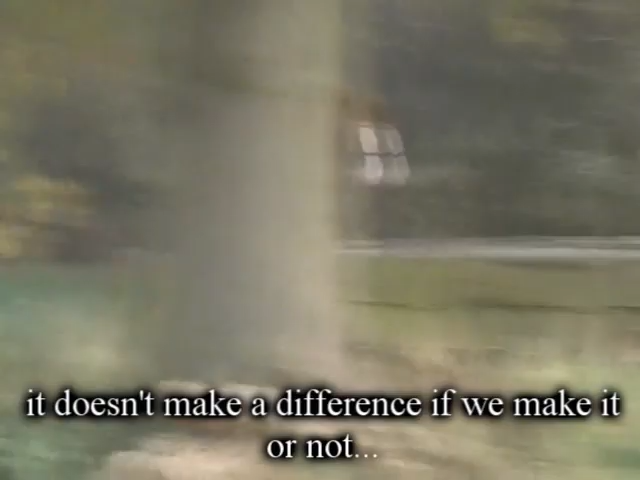 it doesn't make a difference if we make it
or not...